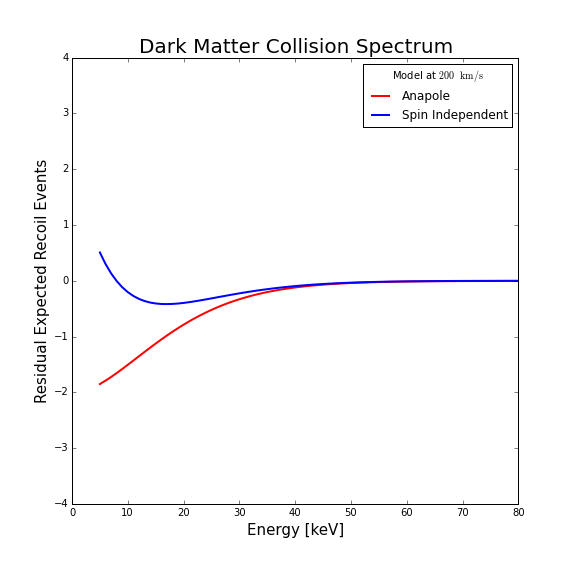 Dark Matter Collision Spectrum
Model at 200 km/s
Anapole
Spin Independent
Residual Expected Recoil Events
4
3
2
1
0
−1
−2
−3
−4
0 10 20 30 40 50 60 70 80
Energy [keV]